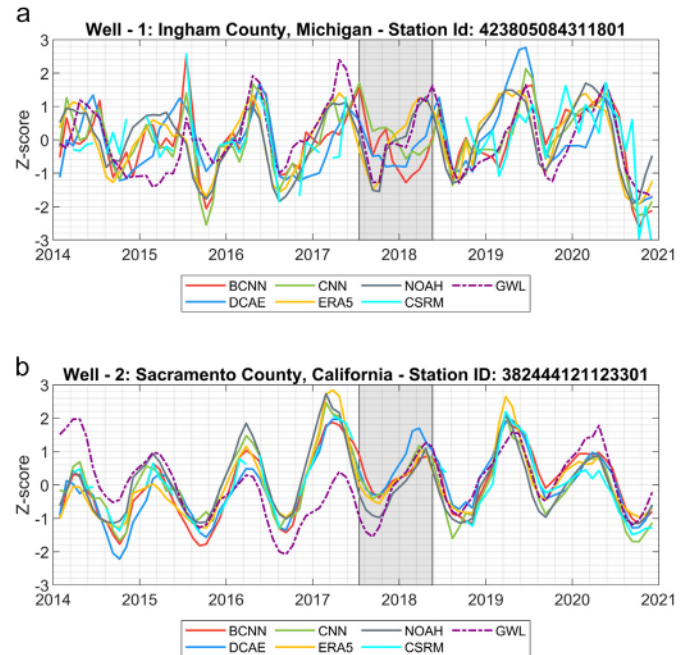 a
Well - 1: Ingham County, Michigan - Station Id: 423805084311801
3
2
1
0
-1
-2
-3
Z-score
2014 2015 2016 2017 2018 2019 2020 2021
BCNN CNN NOAH GWL
DCAE ERA5 CSRM
b
Well - 2: Sacramento County, California - Station ID: 382444121123301
3
2
1
0
-1
-2
-3
Z-score
2014 2015 2016 2017 2018 2019 2020 2021
BCNN CNN NOAH GWL
DCAE ERA5 CSRM